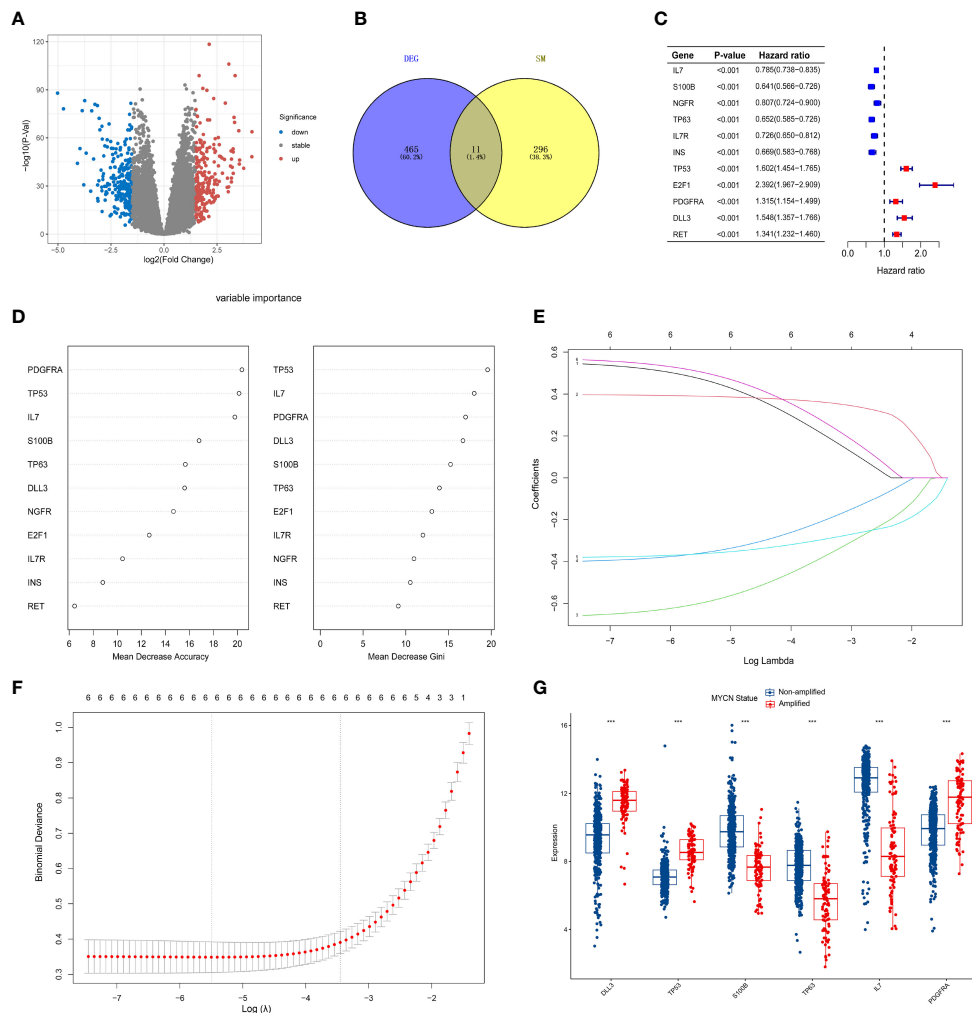 A
120
90
60
30
0
−log10(P−Val)
−5.0
−2.5
0.0
2.5
log2(Fold Change)
Significance
down
stable
up
B
DEG
SM
465
(60.2%)
11
(1.4%)
296
(38.3%)
C
Gene P-value Hazard ratio
IL7 <0.001 0.785(0.738−0.835)
S100B <0.001 0.641(0.566−0.726)
NGFR <0.001 0.807(0.724−0.900)
TP63 <0.001 0.652(0.585−0.726)
IL7R <0.001 0.726(0.650−0.812)
INS <0.001 0.669(0.583−0.768)
TP53 <0.001 1.602(1.454−1.765)
E2F1 <0.001 2.392(1.967−2.909)
PDGFRA <0.001 1.315(1.154−1.499)
DLL3 <0.001 1.548(1.357−1.766)
RET <0.001 1.341(1.232−1.460)
0.0 1.0 2.0
Hazard ratio
variable importance
D
PDGFRA
TP53
IL7
S100B
TP63
DLL3
NGFR
E2F1
IL7R
INS
RET
6 8 10 12 14 16 18 20
Mean Decrease Accuracy
TP53
IL7
PDGFRA
DLL3
S100B
TP63
E2F1
IL7R
NGFR
INS
RET
0 5 10 15 20
Mean Decrease Gini
E
6 6 6 6 6 4
0.6
0.4
0.2
0.0
−0.2
−0.4
−0.6
Coefficients
−7 −6 −5 −4 −3 −2
Log Lambda
F
6 6 6 6 6 6 6 6 6 6 6 6 6 6 6 6 6 6 5 4 3 3 1
1.0
0.9
0.8
0.7
0.6
0.5
0.4
0.3
Binomial Deviance
−7 −6 −5 −4 −3 −2
Log (λ)
G
MYCN Statue
Non-amplified
Amplified
*** *** *** *** *** ***
16
12
8
4
Expression
DLL3
TP53
S100B
TP63
IL7
PDGFRA